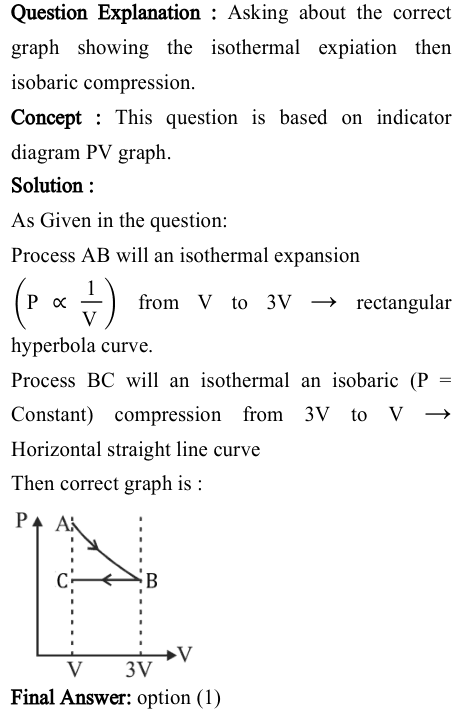 Question Explanation : Asking about the correct
graph showing the isothermal expiation then
isobaric compression.
Concept : This question is based on indicator
diagram PV graph.
Solution :
As Given in the question:
Process AB will an isothermal expansion
(P ∝ 1/V) from V to 3V → rectangular
hyperbola curve.
Process BC will an isothermal an isobaric (P =
Constant) compression from 3V to V →
Horizontal straight line curve
Then correct graph is :
P A
C B
V
V 3V
Final Answer: option (1)